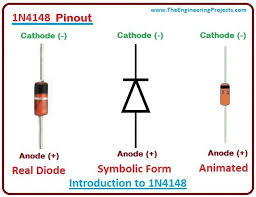 www.TheEngineeringProjects.com
1N4148 Pinout
Cathode (-) Cathode (-) Cathode (-)
Anode (+) Anode (+) Anode (+)
Real Diode Symbolic Form Animated
Introduction to 1N4148